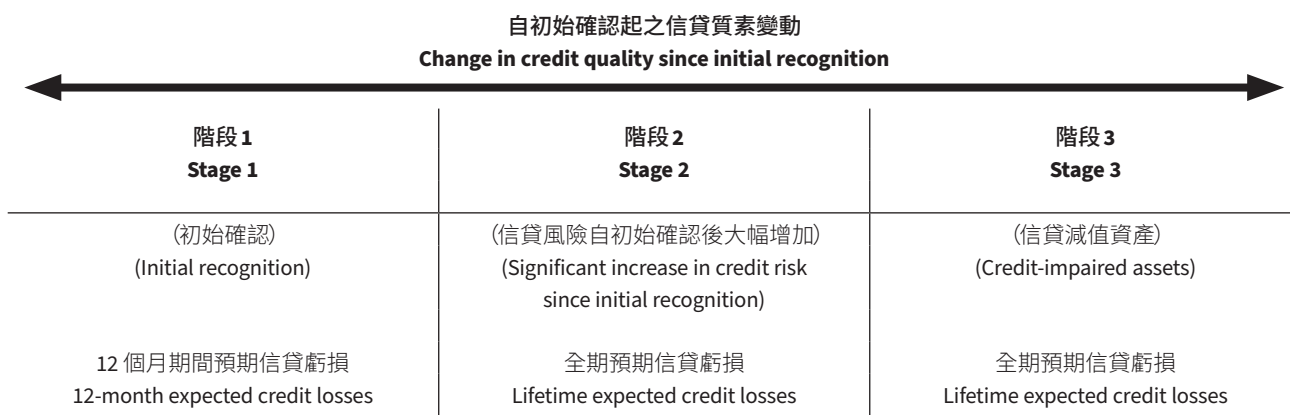 自初始確認起之信貸質素變動
Change in credit quality since initial recognition
階段1
Stage 1
階段2
Stage 2
階段3
Stage 3
(初始確認)
(Initial recognition)
(信貸風險自初始確認後大幅增加)
(Significant increase in credit risk
since initial recognition)
(信貸減值資產)
(Credit-impaired assets)
12 個月期間預期信貸虧損
12-month expected credit losses
全期預期信貸虧損
Lifetime expected credit losses
全期預期信貸虧損
Lifetime expected credit losses